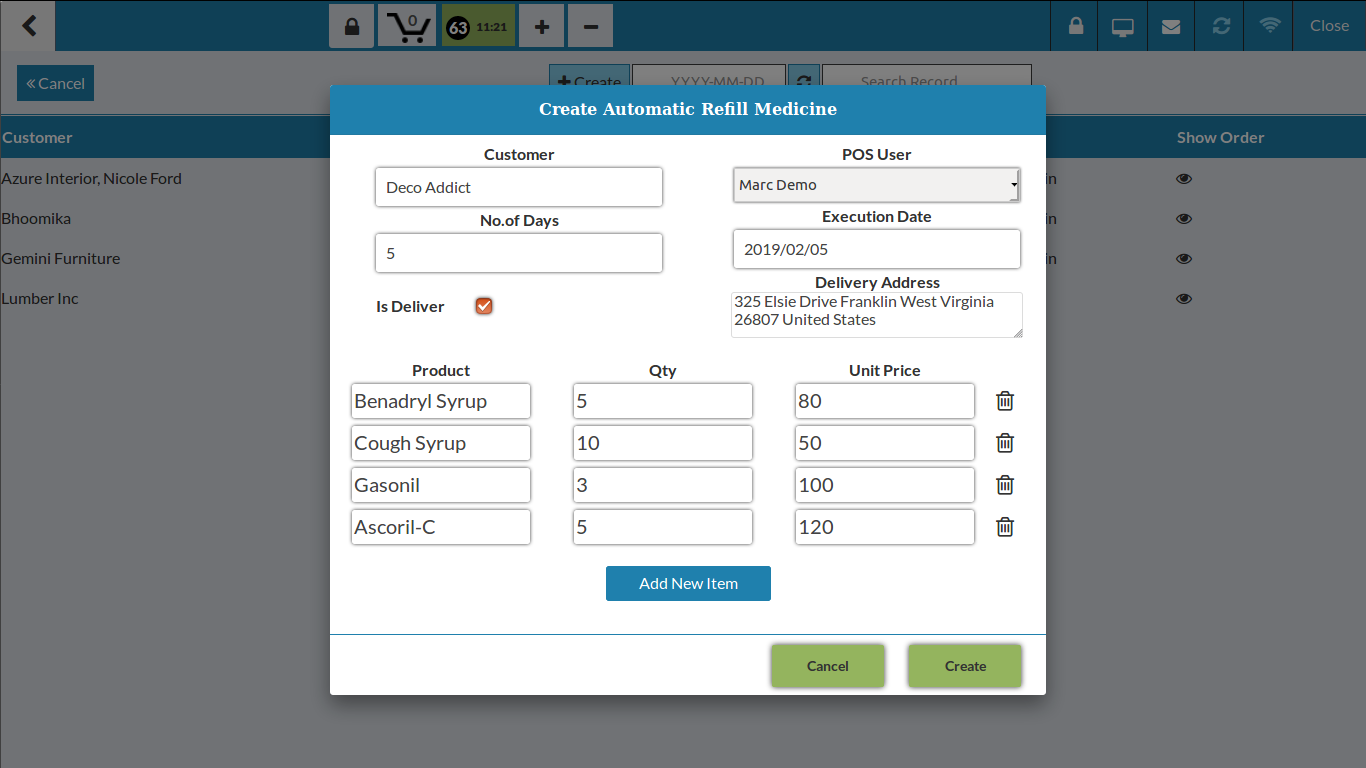 0
63 11:21
Close
Cancel
Create YYYY-MM-DD Search Record
Create Automatic Refill Medicine
Customer Show Order
Azure Interior, Nicole Ford in
Bhoomika in
Gemini Furniture in
Lumber Inc
Customer POS User
Deco Addict Marc Demo
No.of Days Execution Date
5 2019/02/05
Delivery Address
Is Deliver 325 Elsie Drive Franklin West Virginia
26807 United States
Product Qty Unit Price
Benadryl Syrup 5 80
Cough Syrup 10 50
Gasonil 3 100
Ascoril-C 5 120
Add New Item
Cancel Create